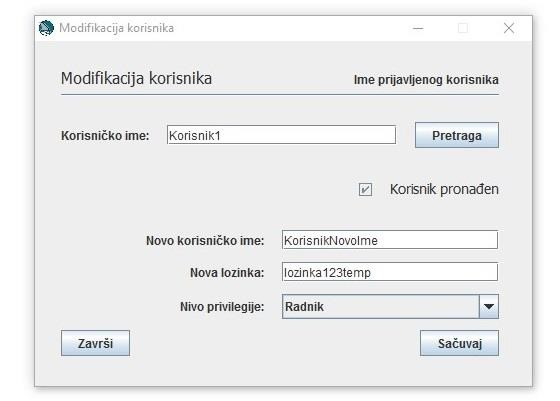 Modifikacija korisnika
Modifikacija korisnika Ime prijavljenog korisnika
Korisničko ime: Korisnik1 Pretraga
Korisnik pronađen
Novo korisničko ime: KorisnikNovoIme
Nova lozinka: lozinka123temp
Nivo privilegije: Radnik
Završi Sačuvaj